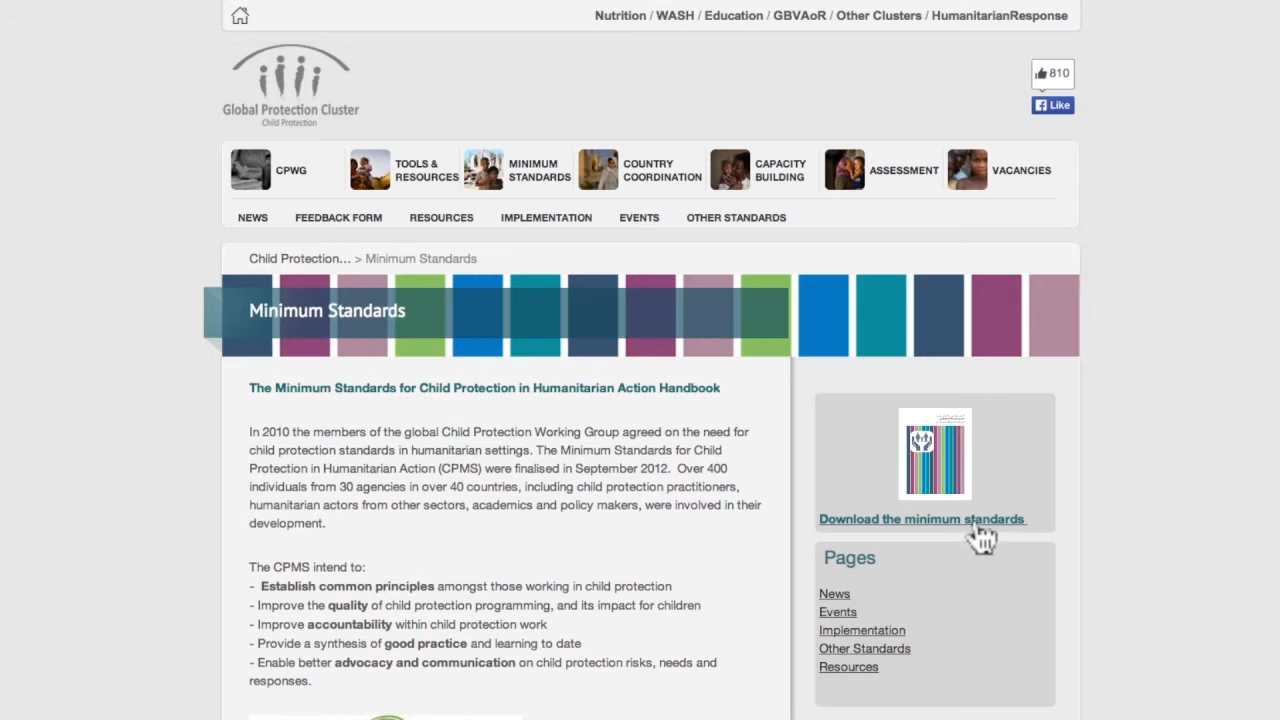 Nutrition / WASH / Education / GBVAoR / Other Clusters / HumanitarianResponse
Global Protection Cluster
Child Protection
810
Like
CPWG
TOOLS &
RESOURCES
MINIMUM
STANDARDS
COUNTRY
COORDINATION
CAPACITY
BUILDING
ASSESSMENT
VACANCIES
NEWS
FEEDBACK FORM
RESOURCES
IMPLEMENTATION
EVENTS
OTHER STANDARDS
Child Protection... > Minimum Standards
Minimum Standards
The Minimum Standards for Child Protection in Humanitarian Action Handbook
In 2010 the members of the global Child Protection Working Group agreed on the need for
child protection standards in humanitarian settings. The Minimum Standards for Child
Protection in Humanitarian Action (CPMS) were finalised in September 2012.  Over 400
individuals from 30 agencies in over 40 countries, including child protection practitioners,
humanitarian actors from other sectors, academics and policy makers, were involved in their
development.
The CPMS intend to:
-  Establish common principles amongst those working in child protection
- Improve the quality of child protection programming, and its impact for children
- Improve accountability within child protection work
- Provide a synthesis of good practice and learning to date
- Enable better advocacy and communication on child protection risks, needs and
responses.
Download the minimum standards
Pages
News
Events
Implementation
Other Standards
Resources